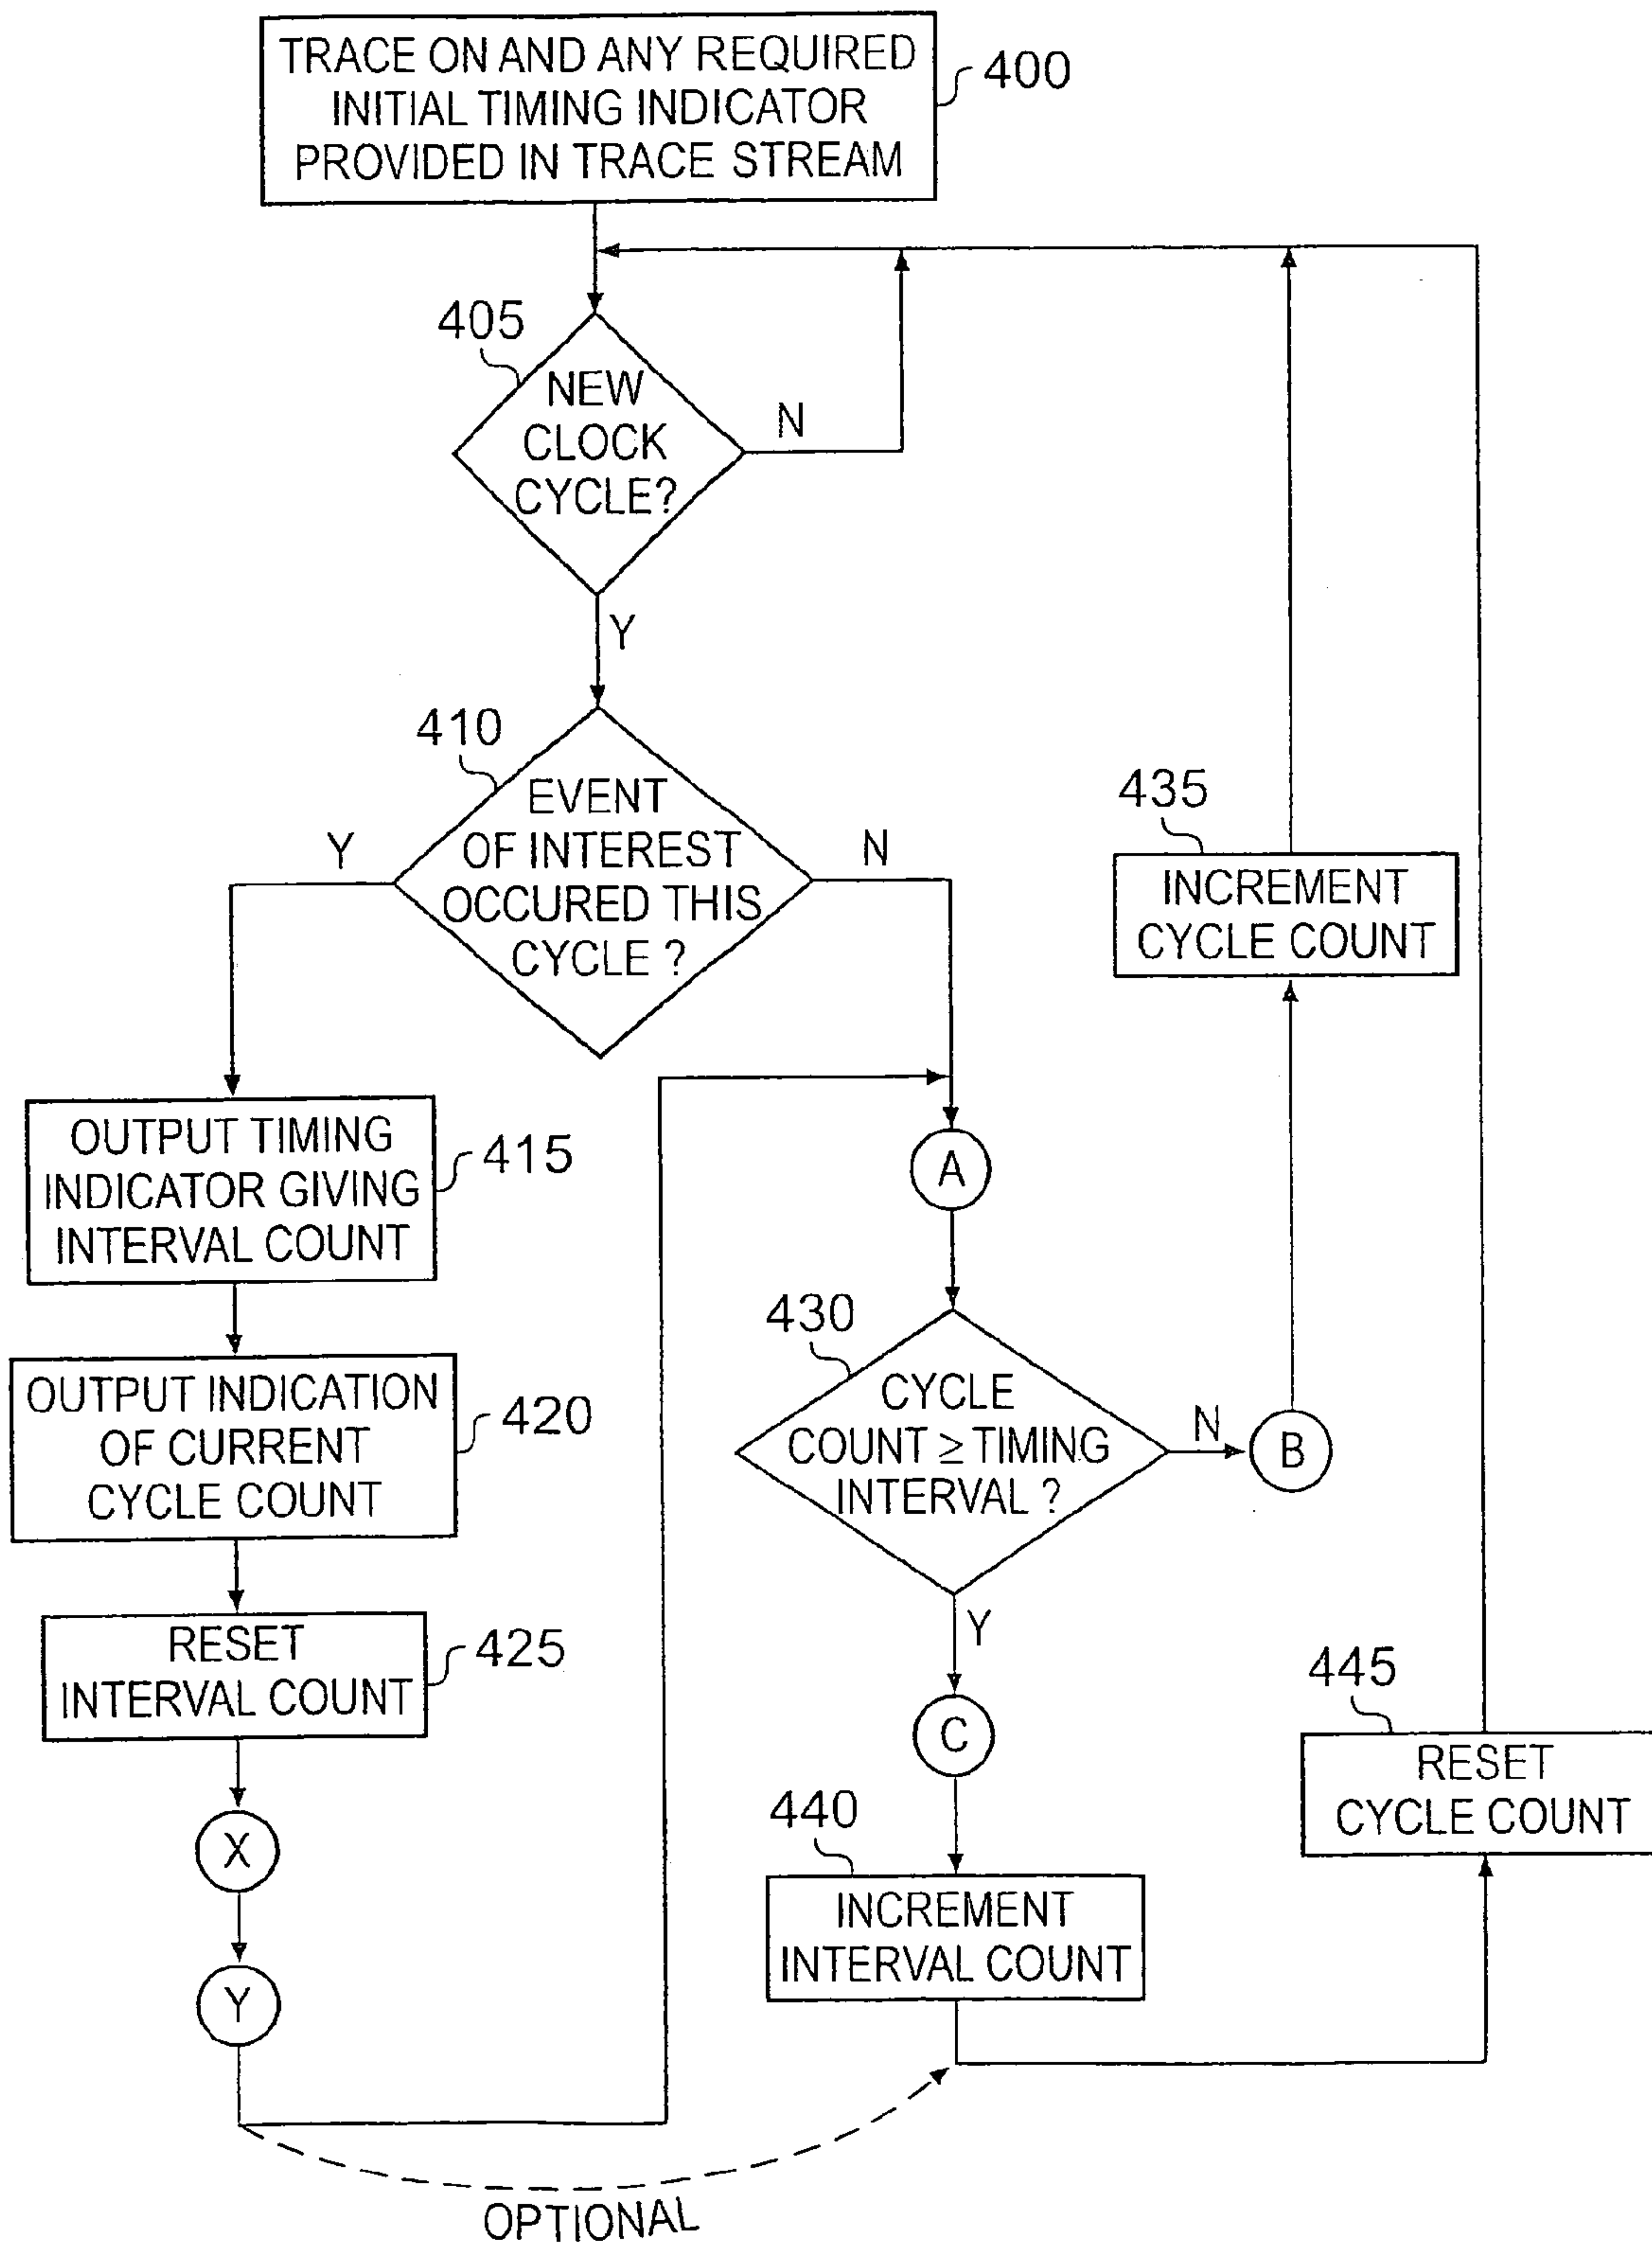 TRACE ON AND ANY REQUIRED
INITIAL TIMING INDICATOR
PROVIDED IN TRACE STREAM
400
405
NEW
CLOCK
CYCLE?
N
Y
410
EVENT
OF INTEREST
OCCURED THIS
CYCLE ?
Y
N
435
INCREMENT
CYCLE COUNT
OUTPUT TIMING
INDICATOR GIVING
INTERVAL COUNT
415
A
OUTPUT INDICATION
OF CURRENT
CYCLE COUNT
420
430
CYCLE
COUNT ≥ TIMING
INTERVAL ?
N
B
Y
RESET
INTERVAL COUNT
425
C
445
RESET
CYCLE COUNT
X
440
INCREMENT
INTERVAL COUNT
Y
OPTIONAL